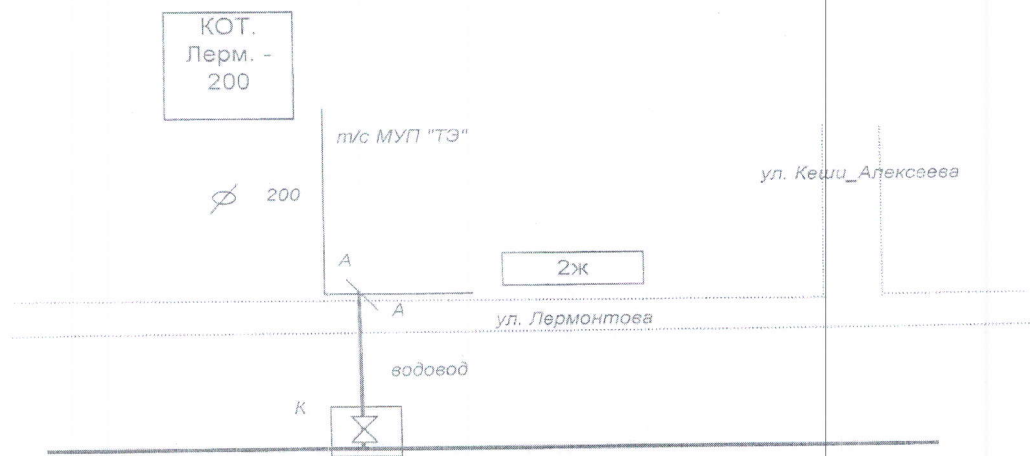 КОТ.
Лерм. -
200
т/с МУП "ТЭ"
ул. Кеши_Алексеева
200
2ж
А
А
ул. Лермонтова
водовод
К